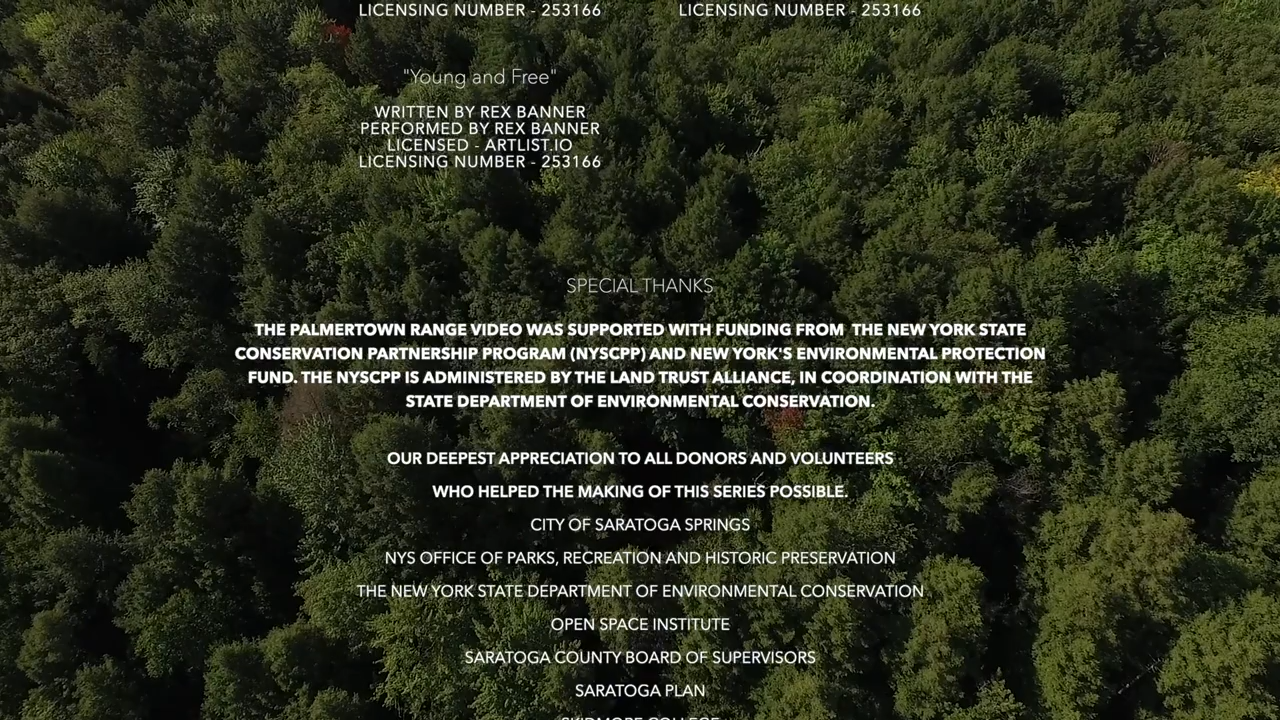 LICENSING NUMBER - 253166
LICENSING NUMBER - 253166
"Young and Free"
WRITTEN BY REX BANNER
PERFORMED BY REX BANNER
LICENSED - ARTLIST.IO
LICENSING NUMBER - 253166
SPECIAL THANKS
THE PALMERTOWN RANGE VIDEO WAS SUPPORTED WITH FUNDING FROM THE NEW YORK STATE
CONSERVATION PARTNERSHIP PROGRAM (NYSCPP) AND NEW YORK'S ENVIRONMENTAL PROTECTION
FUND. THE NYSCPP IS ADMINISTERED BY THE LAND TRUST ALLIANCE, IN COORDINATION WITH THE
STATE DEPARTMENT OF ENVIRONMENTAL CONSERVATION.
OUR DEEPEST APPRECIATION TO ALL DONORS AND VOLUNTEERS
WHO HELPED THE MAKING OF THIS SERIES POSSIBLE.
CITY OF SARATOGA SPRINGS
NYS OFFICE OF PARKS, RECREATION AND HISTORIC PRESERVATION
THE NEW YORK STATE DEPARTMENT OF ENVIRONMENTAL CONSERVATION
OPEN SPACE INSTITUTE
SARATOGA COUNTY BOARD OF SUPERVISORS
SARATOGA PLAN
SKIDMORE COLLEGE